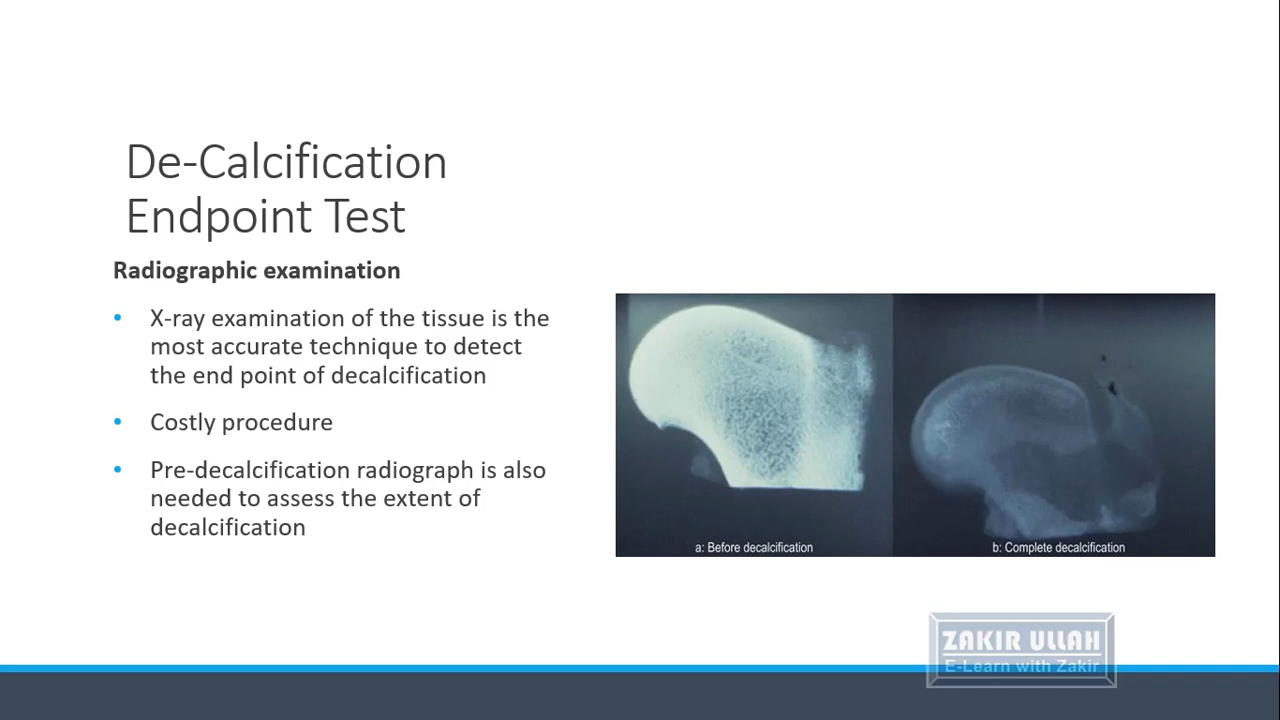 De-Calcification
Endpoint Test
Radiographic examination
• X-ray examination of the tissue is the
most accurate technique to detect
the end point of decalcification
• Costly procedure
• Pre-decalcification radiograph is also
needed to assess the extent of
decalcification
a: Before decalcification
b: Complete decalcification
ZAKIR ULLAH
E-Learn with Zakir